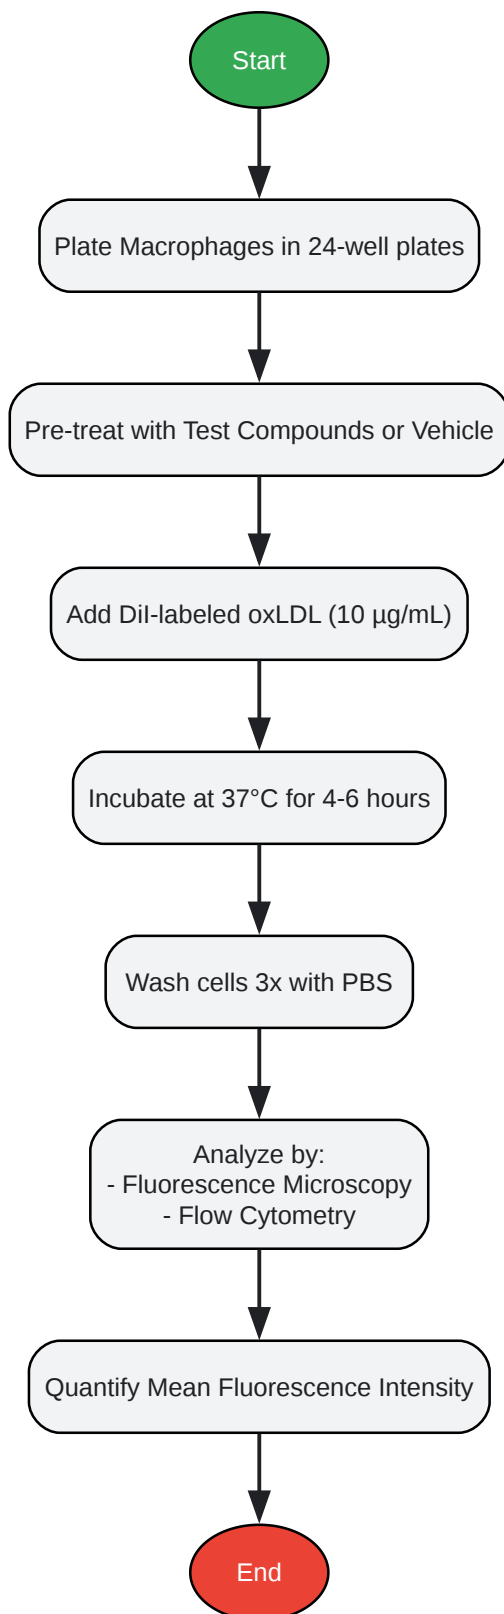 Start
Plate Macrophages in 24-well plates
Pre-treat with Test Compounds or Vehicle
Add DiI-labeled oxLDL (10 µg/mL)
Incubate at 37°C for 4-6 hours
Wash cells 3x with PBS
Analyze by:
- Fluorescence Microscopy
- Flow Cytometry
Quantify Mean Fluorescence Intensity
End